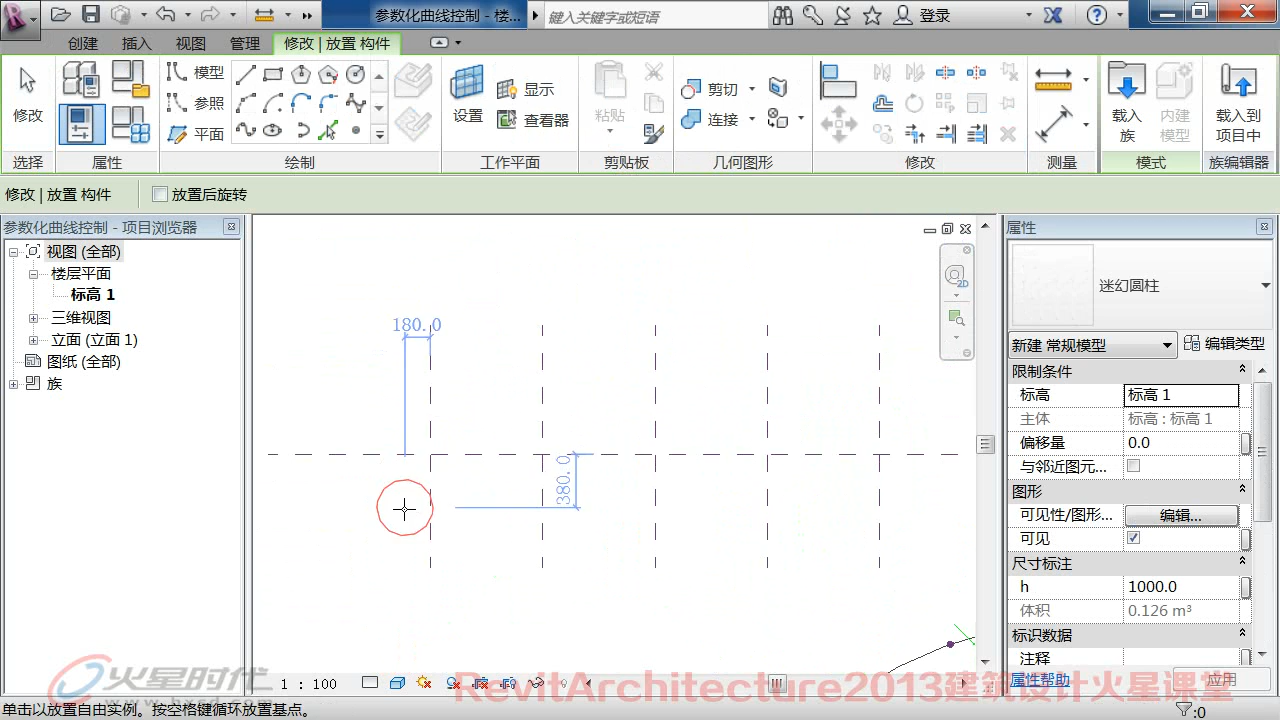 参数化曲线控制 - 楼...
键入关键字或短语
登录
创建 插入 视图 管理 修改 | 放置 构件
修改
模型
参照
平面
设置
显示
查看器
粘贴
剪切
连接
载入
族
内建
模型
载入到
项目中
选择 属性 绘制 工作平面 剪贴板 几何图形 修改 测量 模式 族编辑器
修改 | 放置 构件
放置后旋转
参数化曲线控制 - 项目浏览器
视图 (全部)
楼层平面
标高 1
三维视图
立面 (立面 1)
图纸 (全部)
族
180.0
380.0
2D
属性
迷幻圆柱
新建 常规模型
编辑类型
限制条件
标高 标高 1
主体 标高 : 标高 1
偏移量 0.0
与邻近图元...
图形
可见性/图形... 编辑...
可见
尺寸标注
h 1000.0
体积 0.126 m³
标识数据
注释
属性帮助 应用
1 : 100
火星时代
www.hxsd.com
RevitArchitecture2013建筑设计火星课堂
单击以放置自由实例。按空格键循环放置基点。
:0